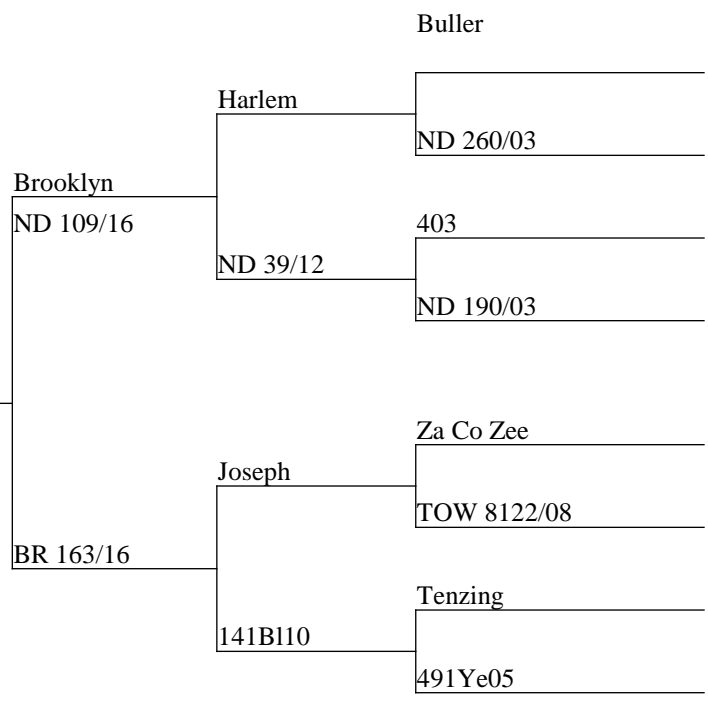 Buller
Harlem
ND 260/03
Brooklyn
ND 109/16
403
ND 39/12
ND 190/03
Za Co Zee
Joseph
TOW 8122/08
BR 163/16
Tenzing
141Bl10
491Ye05